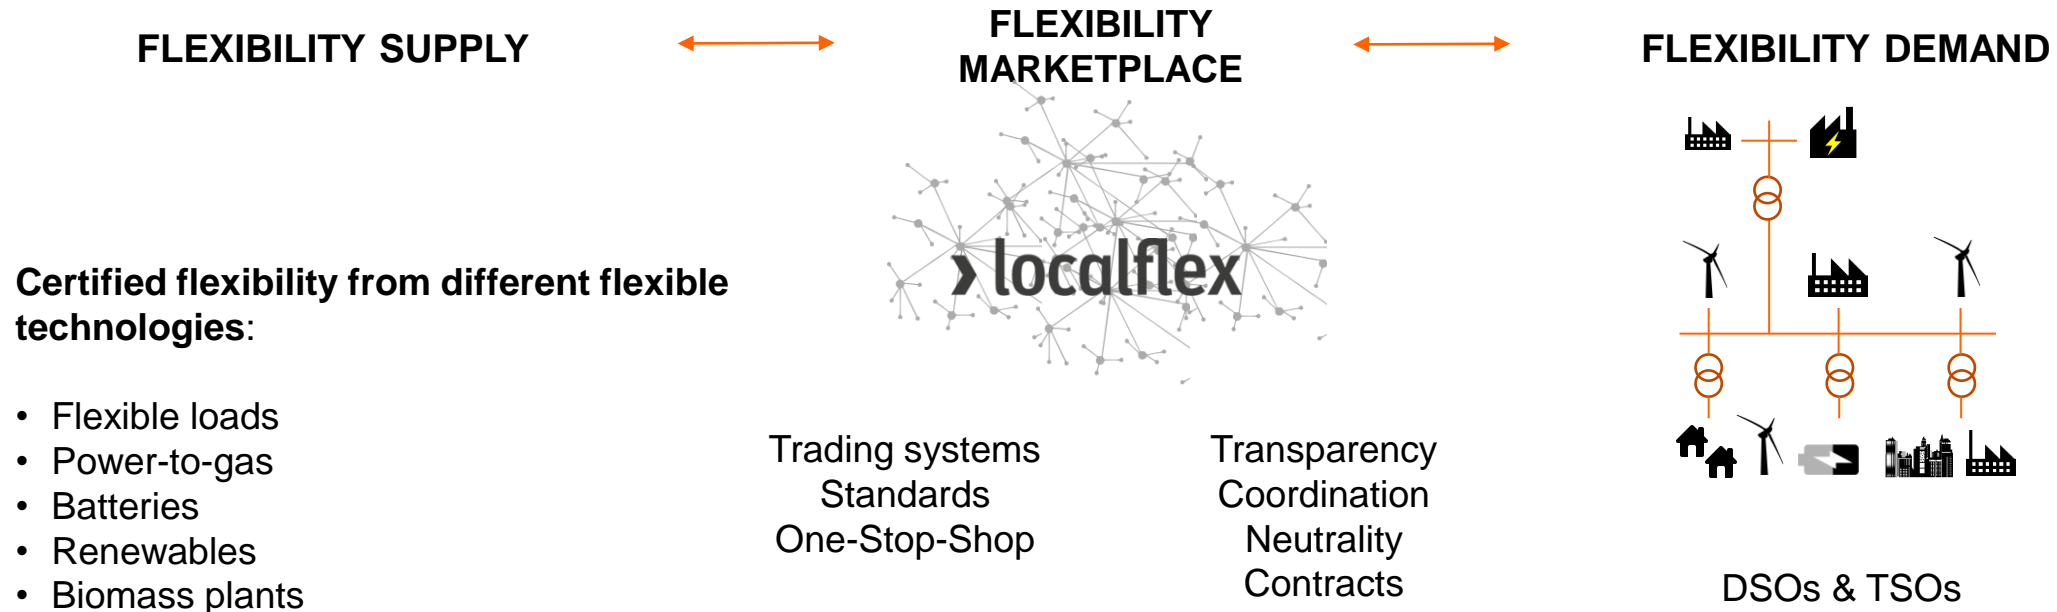 FLEXIBILITY SUPPLY
FLEXIBILITY
MARKETPLACE
FLEXIBILITY DEMAND
› localflex
Certified flexibility from different flexible
technologies:
• Flexible loads
• Power-to-gas
• Batteries
• Renewables
• Biomass plants
Trading systems
Standards
One-Stop-Shop
Transparency
Coordination
Neutrality
Contracts
DSOs & TSOs